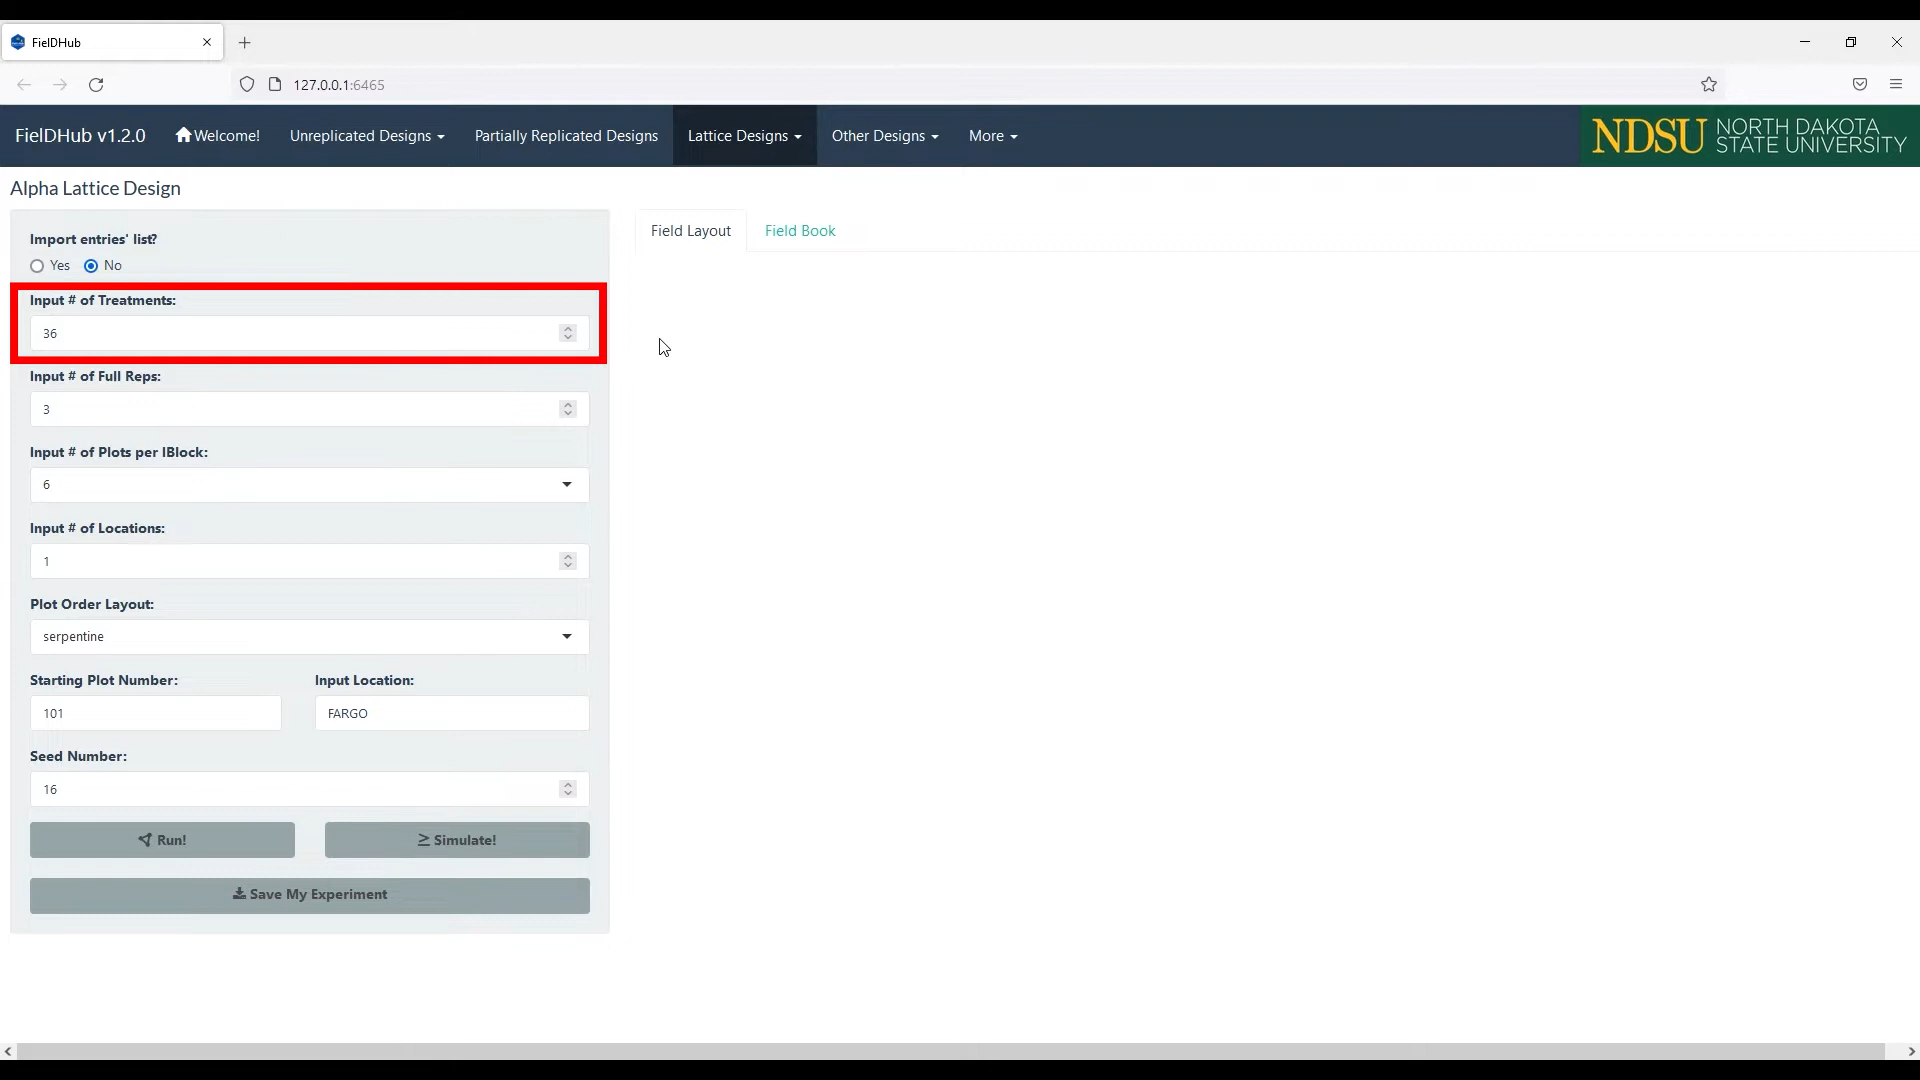 FielDHub
127.0.0.1:6465
FielDHub v1.2.0
Welcome!
Unreplicated Designs
Partially Replicated Designs
Lattice Designs
Other Designs
More
NDSU NORTH DAKOTA
STATE UNIVERSITY
Alpha Lattice Design
Import entries' list?
Yes No
Field Layout
Field Book
Input # of Treatments:
36
Input # of Full Reps:
3
Input # of Plots per IBlock:
6
Input # of Locations:
1
Plot Order Layout:
serpentine
Starting Plot Number:
Input Location:
101
FARGO
Seed Number:
16
Run!
Simulate!
Save My Experiment